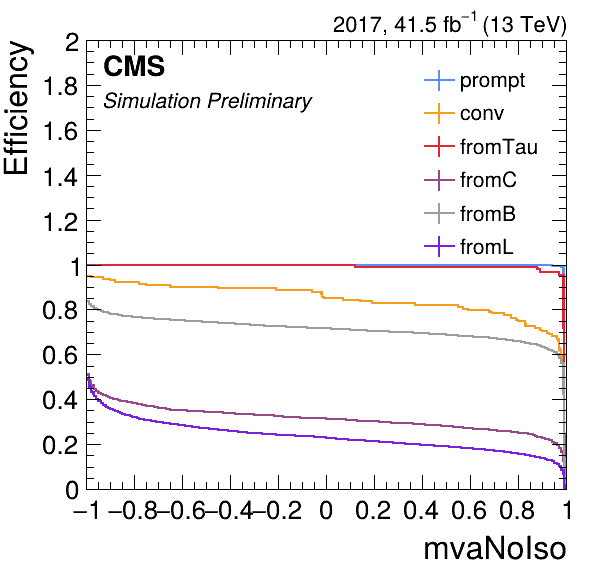 2017, 41.5 fb⁻¹ (13 TeV)
CMS
Simulation Preliminary
prompt
conv
fromTau
fromC
fromB
fromL
Efficiency
2
1.8
1.6
1.4
1.2
1
0.8
0.6
0.4
0.2
0
−1 −0.8 −0.6 −0.4 −0.2 0 0.2 0.4 0.6 0.8 1
mvaNoIso